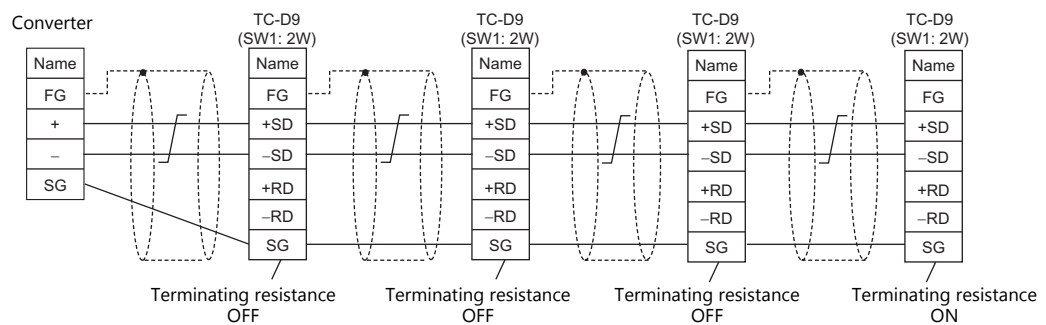 Converter
TC-D9
(SW1: 2W)
TC-D9
(SW1: 2W)
TC-D9
(SW1: 2W)
TC-D9
(SW1: 2W)
Name
FG
+
–
SG
Name
FG
+SD
–SD
+RD
–RD
SG
Name
FG
+SD
–SD
+RD
–RD
SG
Name
FG
+SD
–SD
+RD
–RD
SG
Name
FG
+SD
–SD
+RD
–RD
SG
Terminating resistance
OFF
Terminating resistance
OFF
Terminating resistance
OFF
Terminating resistance
ON